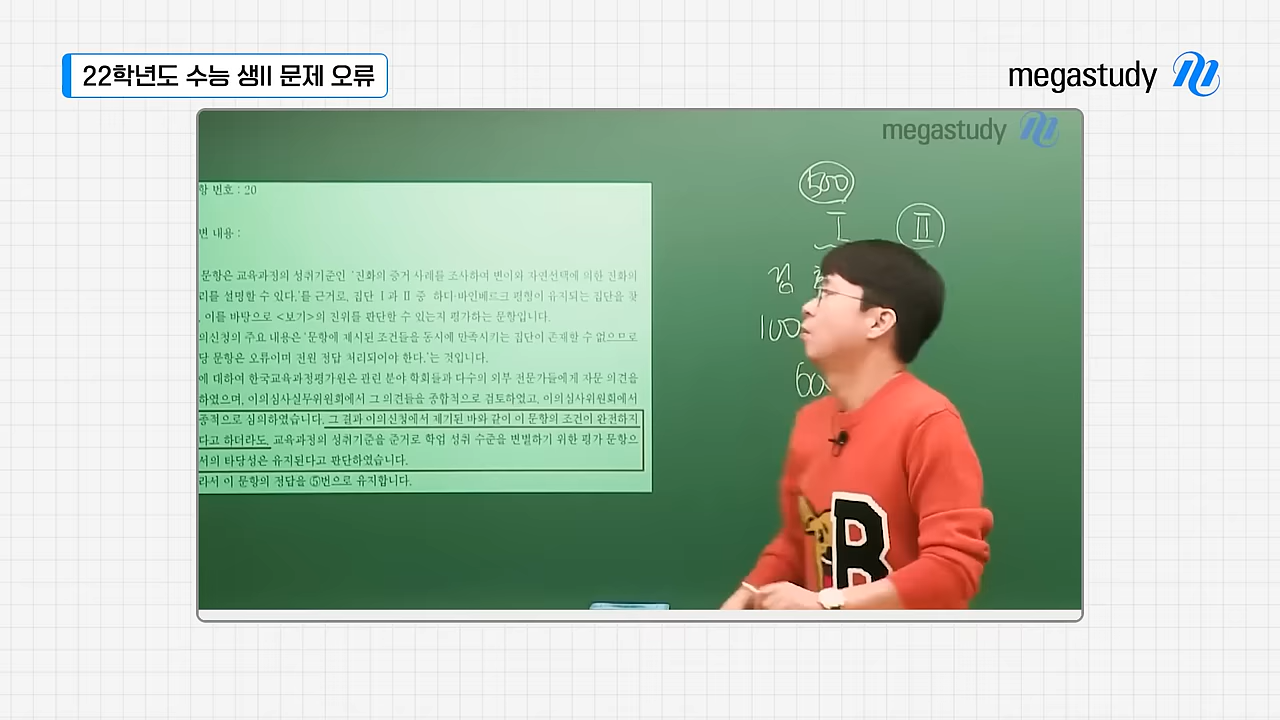 22학년도 수능 생II 문제 오류
megastudy
megastudy
항 번호 : 20
변 내용 :
문항은 교육과정의 성취기준인 '진화의 증거 사례를 조사하여 변이와 자연선택에 의한 진화의
리를 설명할 수 있다.'를 근거로, 집단 Ⅰ과 Ⅱ 중 하디·바인베르크 평형이 유지되는 집단을 찾
, 이를 바탕으로 <보기>의 진위를 판단할 수 있는지 평가하는 문항입니다.
의신청의 주요 내용은 '문항에 제시된 조건들을 동시에 만족시키는 집단이 존재할 수 없으므로
당 문항은 오류이며 전원 정답 처리되어야 한다.'는 것입니다.
에 대하여 한국교육과정평가원은 관련 분야 학회들과 다수의 외부 전문가들에게 자문 의견을
하였으며, 이의심사실무위원회에서 그 의견들을 종합적으로 검토하였고, 이의심사위원회에서
종적으로 심의하였습니다. 그 결과 이의신청에서 제기된 바와 같이 이 문항의 조건이 완전하지
다고 하더라도, 교육과정의 성취기준을 준거로 학업 성취 수준을 변별하기 위한 평가 문항으
서의 타당성은 유지된다고 판단하였습니다.
라서 이 문항의 정답을 ⑤번으로 유지합니다.
500
Ⅰ Ⅱ
검
100
60
B